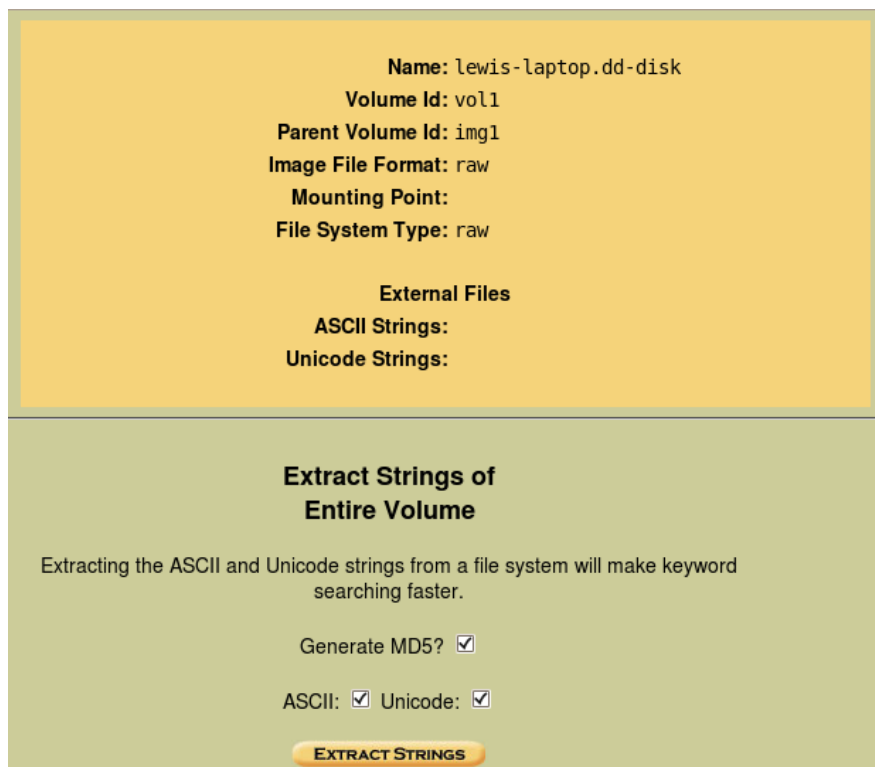 Name: lewis-laptop.dd-disk
Volume Id: vol1
Parent Volume Id: img1
Image File Format: raw
Mounting Point:
File System Type: raw
External Files
ASCII Strings:
Unicode Strings:
Extract Strings of
Entire Volume
Extracting the ASCII and Unicode strings from a file system will make keyword
searching faster.
Generate MD5?
ASCII: Unicode:
EXTRACT STRINGS